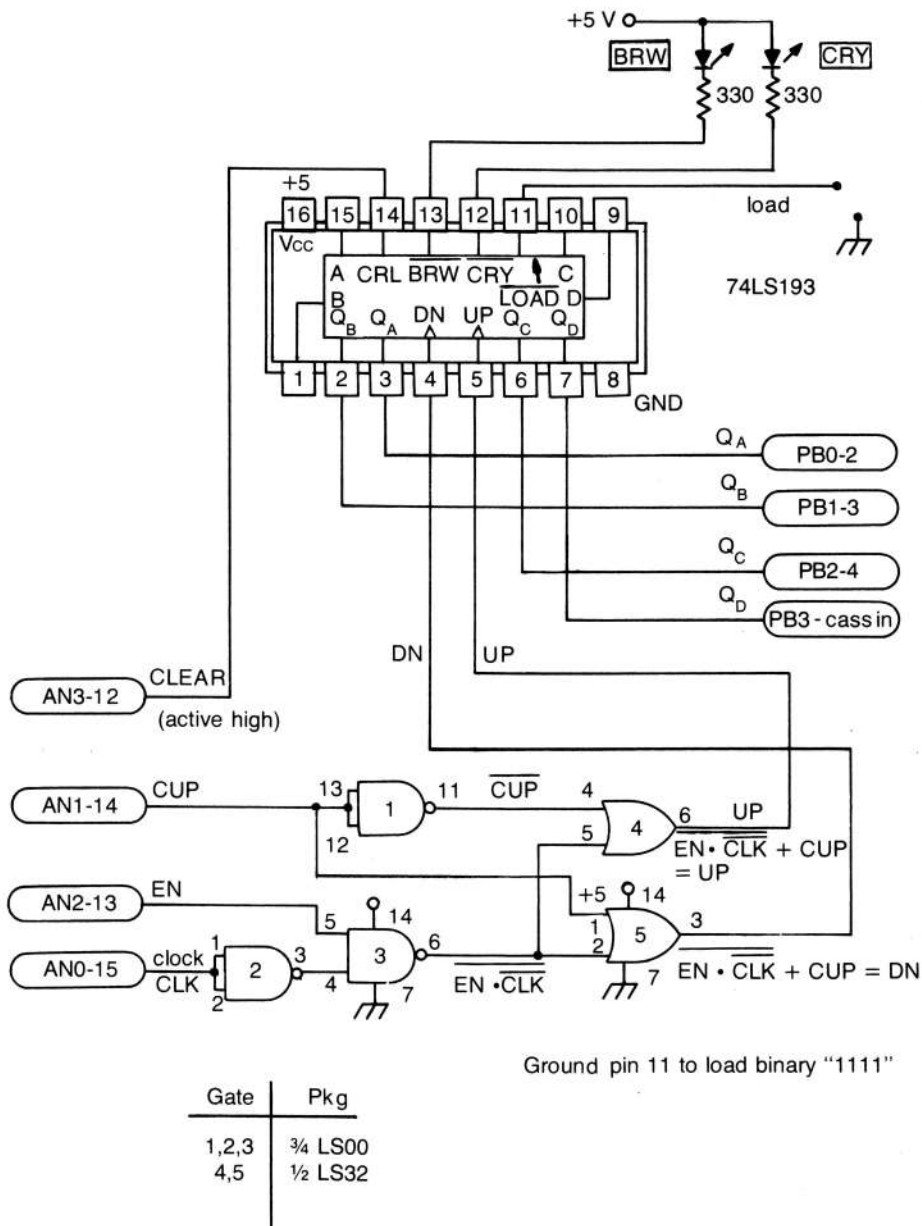 +5 V
BRW
CRY
330
330
+5
load
16 15 14 13 12 11 10 9
VCC
A CRL B̅R̅W̅ C̅R̅Y̅ C
B L̅O̅A̅D̅ D
74LS193
QB QA DN UP QC QD
1 2 3 4 5 6 7 8
GND
QA
PB0-2
QB
PB1-3
QC
PB2-4
QD
PB3 - cass in
DN
UP
CLEAR
AN3-12
(active high)
AN1-14
CUP
13
12
1
11
C̅U̅P̅
4
5
4
6
UP
EN • CLK + CUP
= UP
AN2-13
EN
5
14
3
6
4
7
EN • CLK
AN0-15
clock
CLK
1
2
2
3
+5
14
1
2
5
3
7
EN • CLK + CUP = DN
Ground pin 11 to load binary “1111”
Gate Pkg
1,2,3 ¾ LS00
4,5 ½ LS32